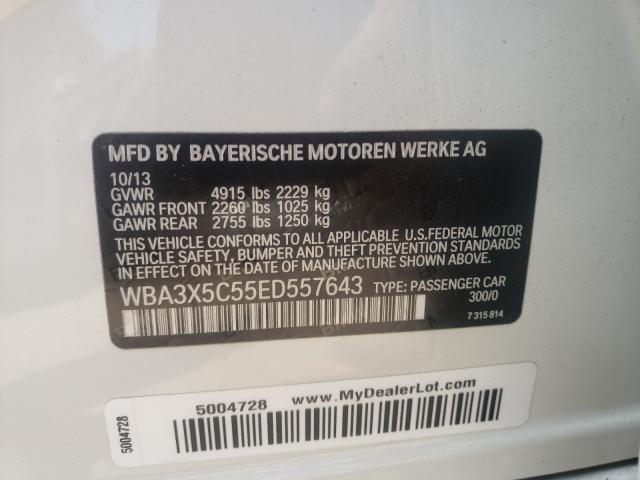 MFD BY BAYERISCHE MOTOREN WERKE AG
10/13
GVWR 4915 lbs 2229 kg
GAWR FRONT 2260 lbs 1025 kg
GAWR REAR 2755 lbs 1250 kg
THIS VEHICLE CONFORMS TO ALL APPLICABLE U.S.FEDERAL MOTOR
VEHICLE SAFETY, BUMPER, AND THEFT PREVENTION STANDARDS
IN EFFECT ON THE DATE OF MANUFACTURE SHOWN ABOVE.
WBA3X5C55ED557643 TYPE: PASSENGER CAR
300/0
7 315 814
5004728 www.MyDealerLot.com
5004728